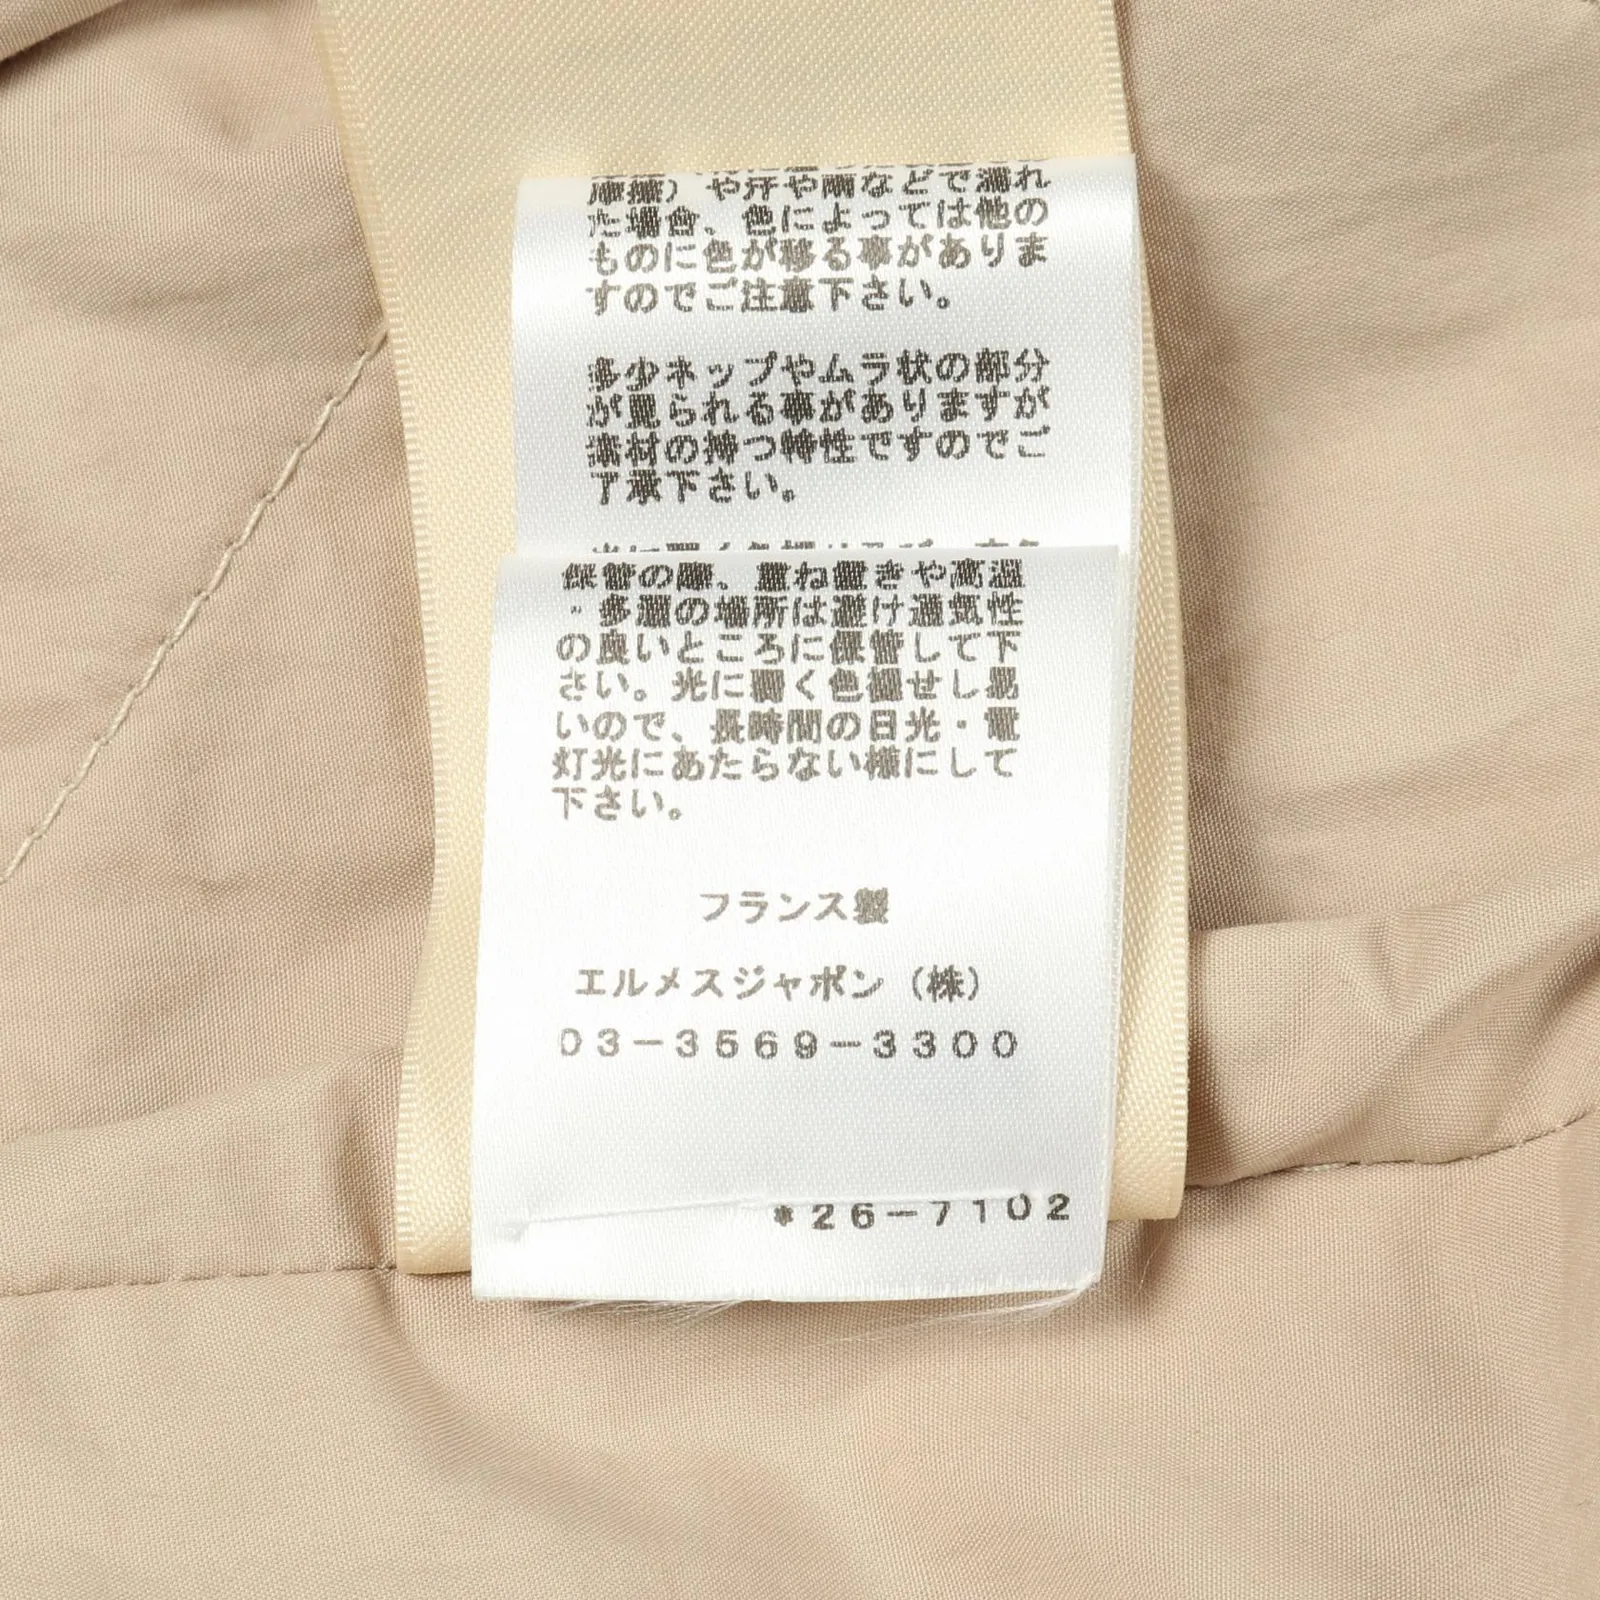 摩擦）や汗や雨などで濡れ
た場合、色によっては他の
ものに色が移る事がありま
すのでご注意下さい。
多少ネップやムラ状の部分
が見られる事がありますが
素材の持つ特性ですのでご
了承下さい。
保管の際、重ね置きや高温
・多湿の場所は避け通気性
の良いところに保管して下
さい。光に弱く色褪せし易
いので、長時間の日光・電
灯光にあたらない様にして
下さい。
フランス製
エルメスジャポン（株）
03－3569－3300
*26－7102